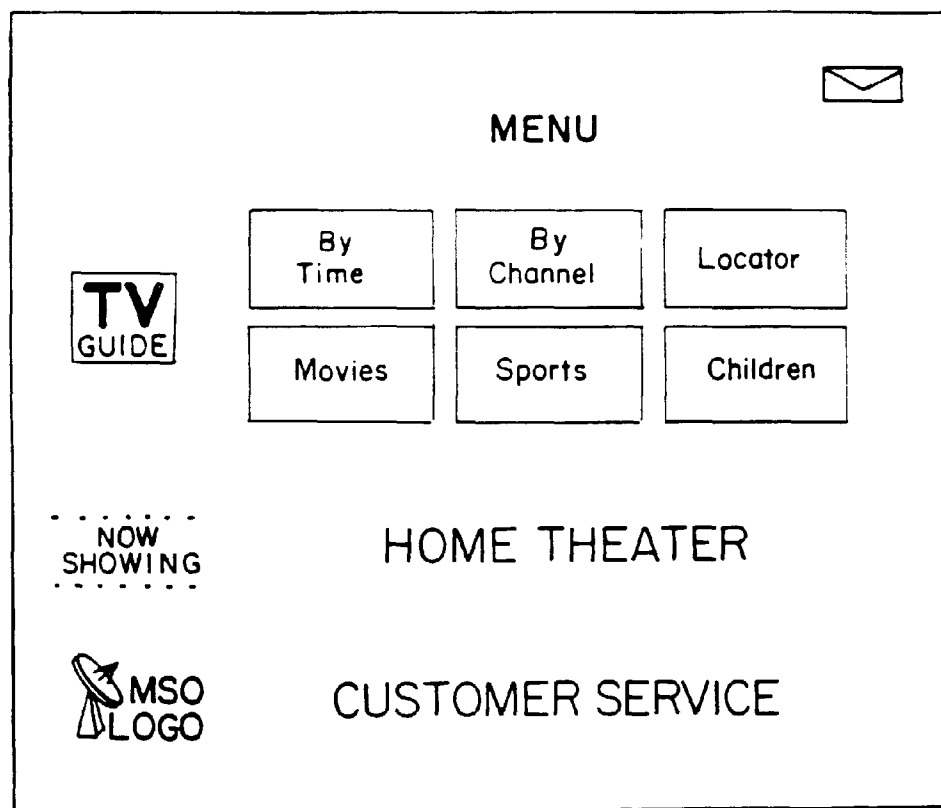 MENU
By
Time
By
Channel
Locator
TV
GUIDE
Movies
Sports
Children
NOW
SHOWING
HOME THEATER
MSO
LOGO
CUSTOMER SERVICE